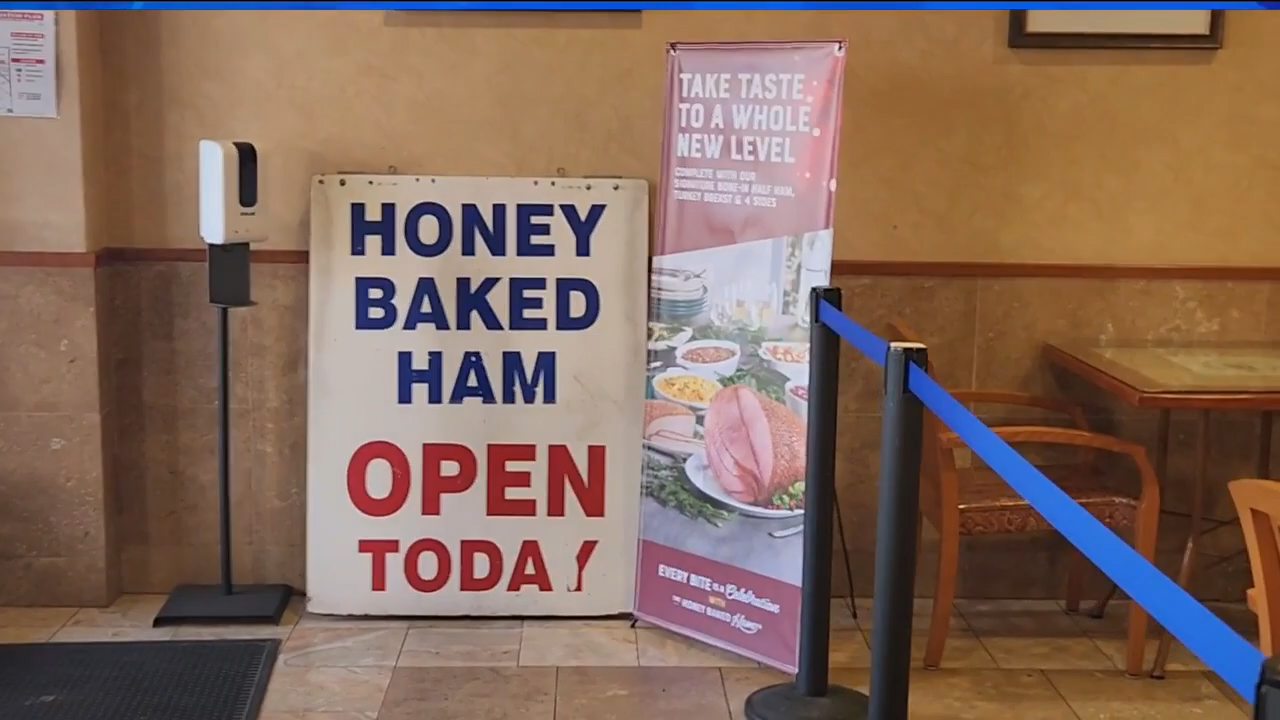 HONEY
BAKED
HAM
OPEN
TODAY
TAKE TASTE
TO A WHOLE
NEW LEVEL
COMPLETE WITH OUR
SIGNATURE BONE-IN HALF HAM,
TURKEY BREAST & 4 SIDES
EVERY BITE IS A Celebration
WITH
THE HONEY BAKED Ham